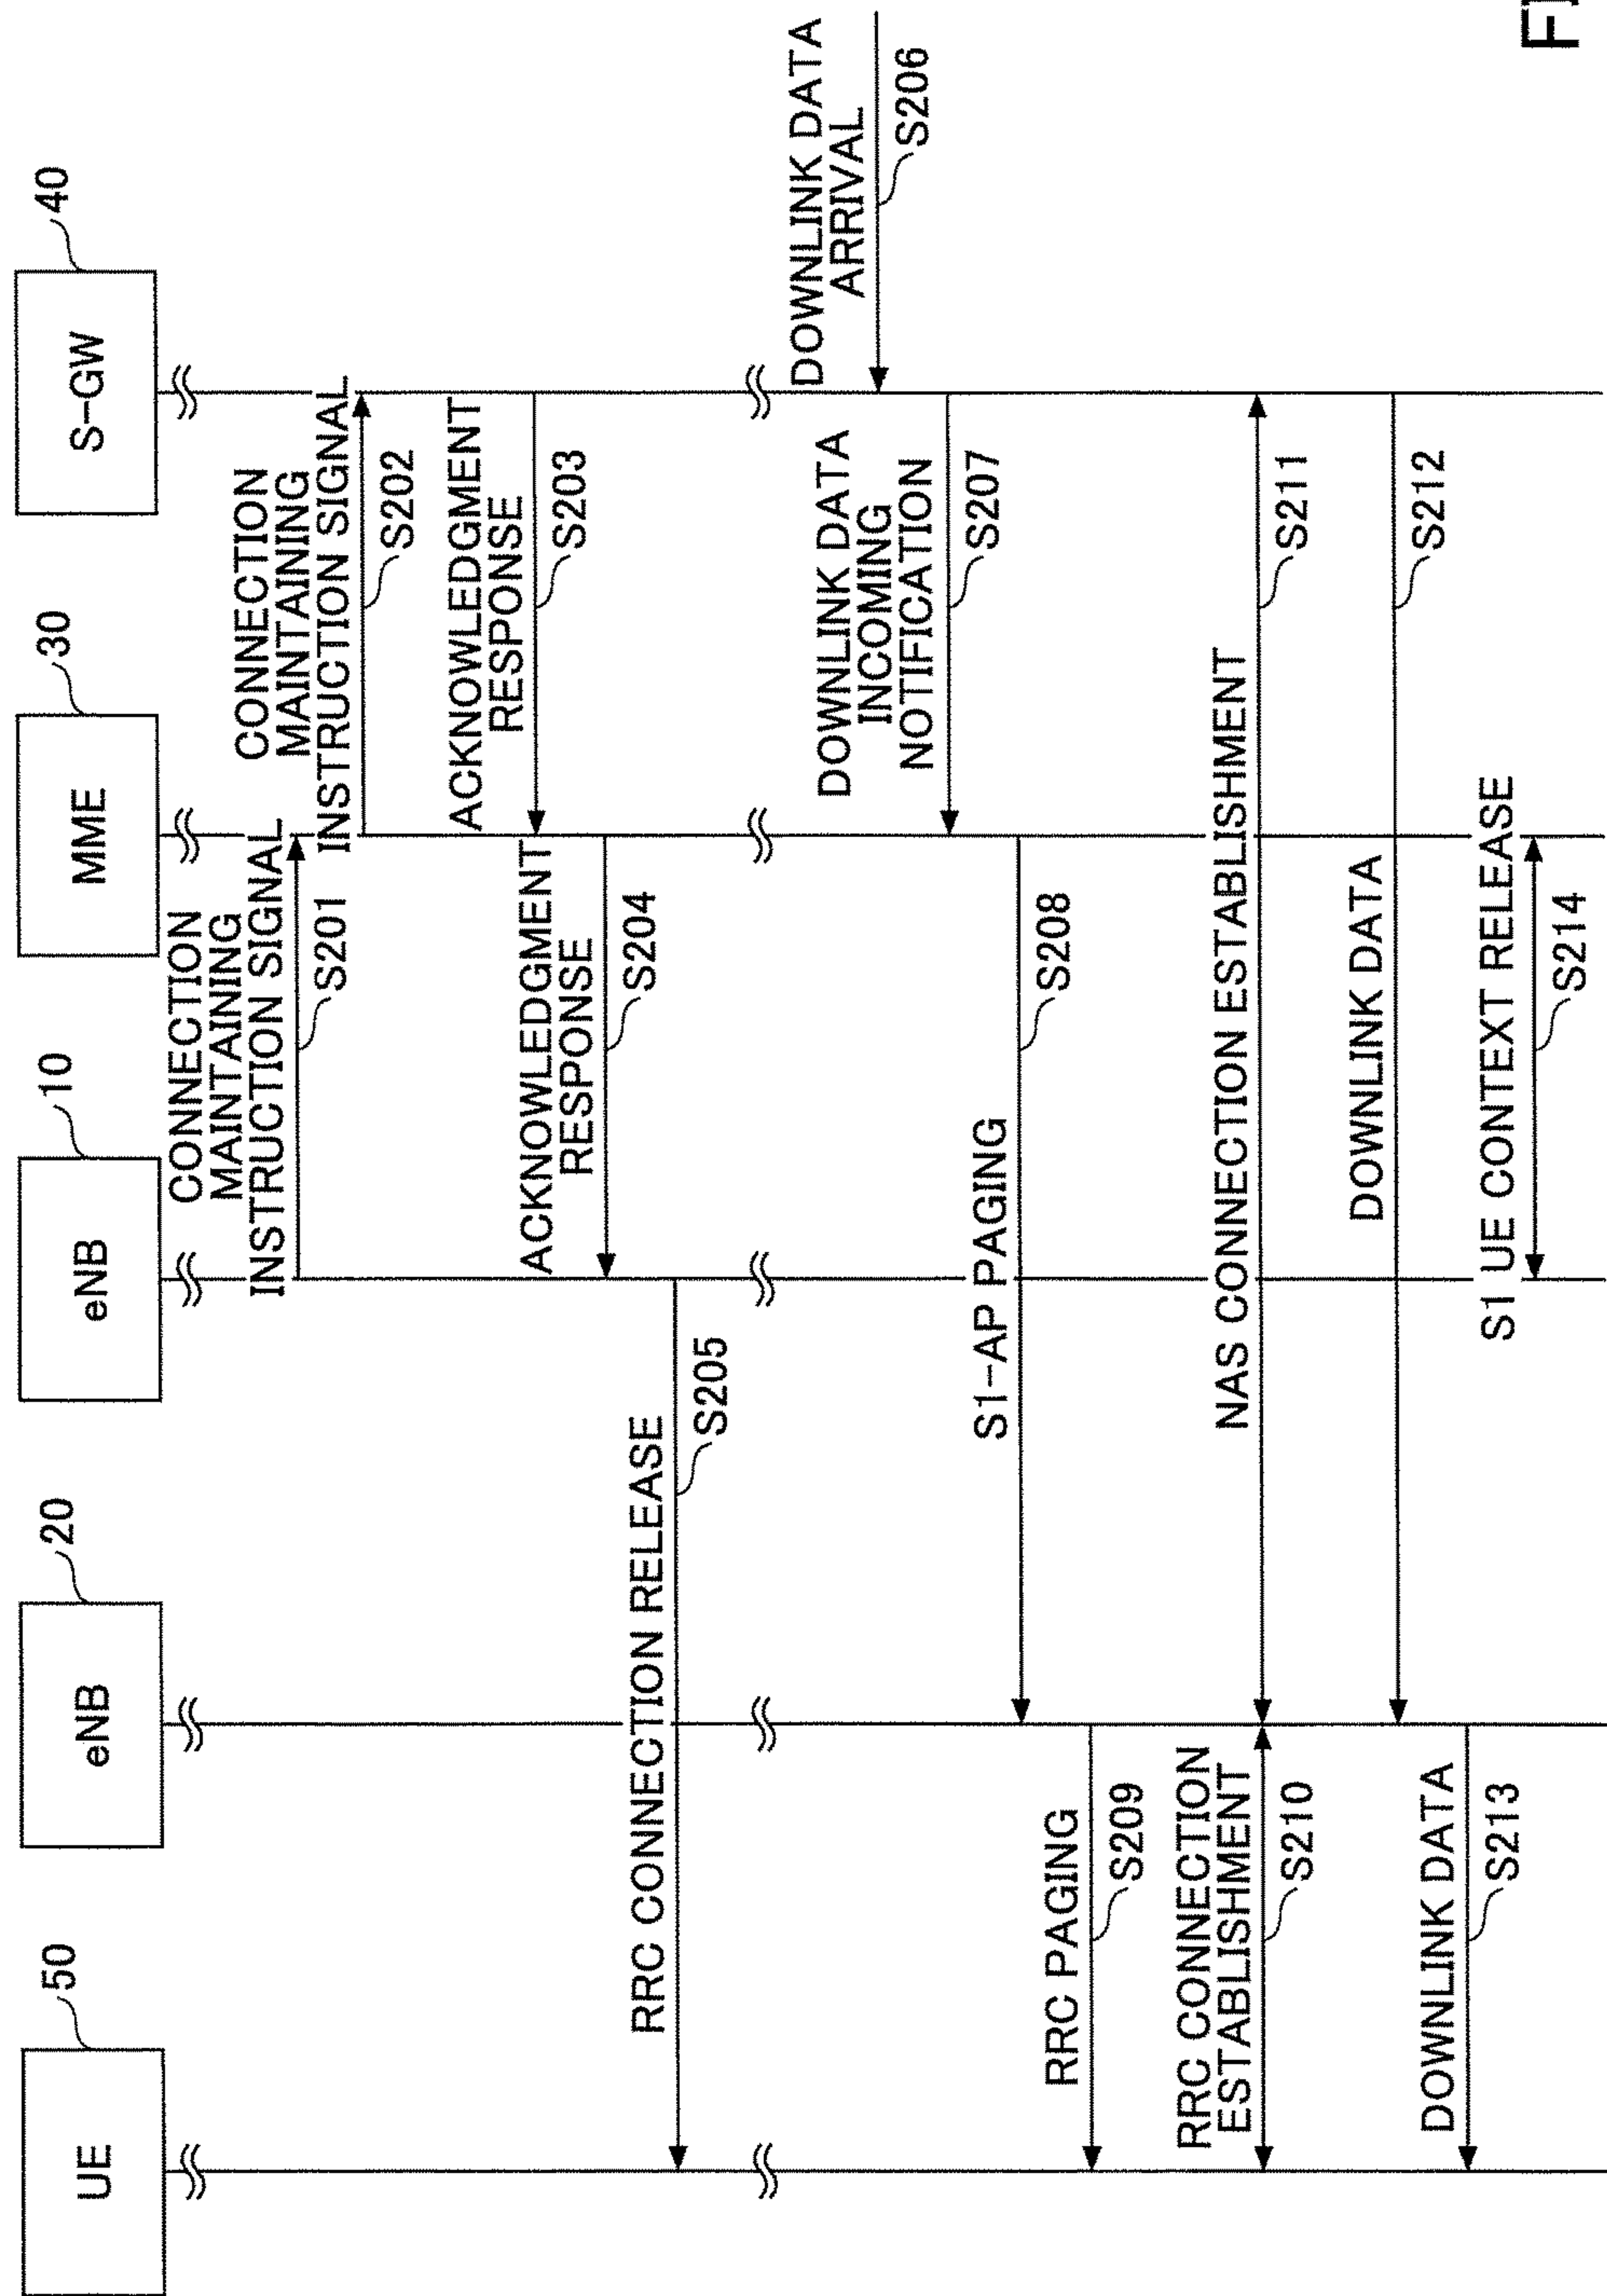 UE
50
eNB
20
eNB
10
MME
30
S-GW
40
CONNECTION
MAINTAINING
INSTRUCTION SIGNAL
S201
CONNECTION
MAINTAINING
INSTRUCTION SIGNAL
S202
ACKNOWLEDGMENT
RESPONSE
S203
ACKNOWLEDGMENT
RESPONSE
S204
RRC CONNECTION RELEASE
S205
DOWNLINK DATA
ARRIVAL
S206
DOWNLINK DATA
INCOMING
NOTIFICATION
S207
S1-AP PAGING
S208
RRC PAGING
S209
RRC CONNECTION
ESTABLISHMENT
S210
NAS CONNECTION ESTABLISHMENT
S211
DOWNLINK DATA
S212
DOWNLINK DATA
S213
S1 UE CONTEXT RELEASE
S214